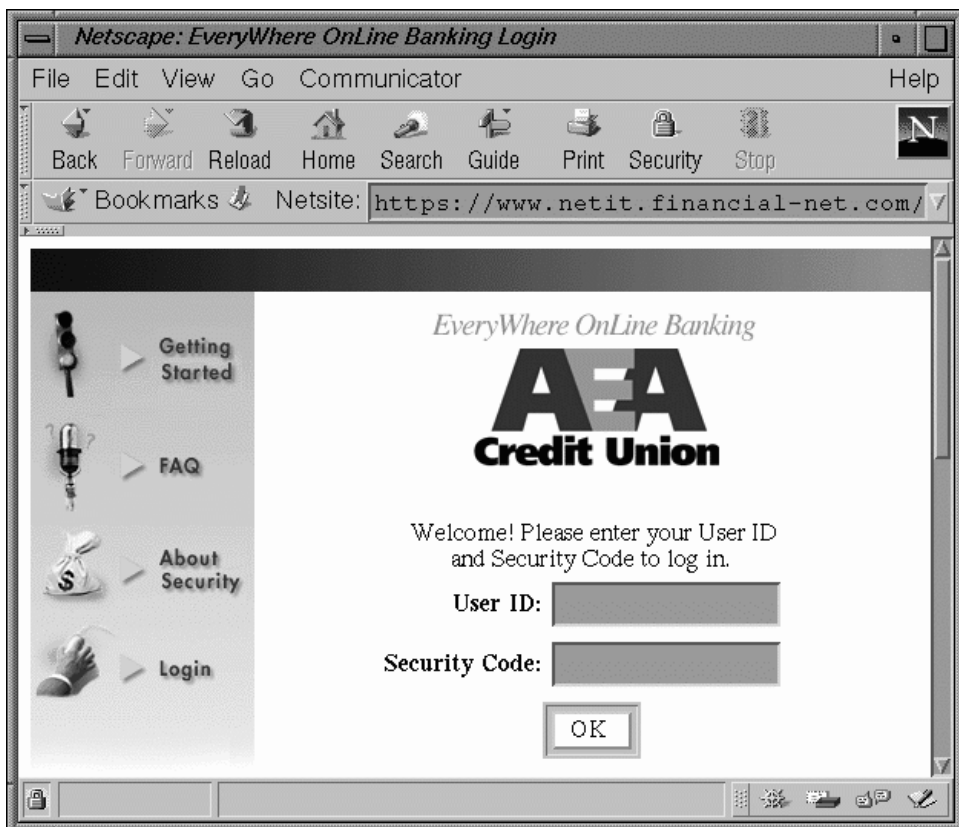 Netscape: EveryWhere OnLine Banking Login
File Edit View Go Communicator Help
Back Forward Reload Home Search Guide Print Security Stop
N
Bookmarks Netsite: https://www.netit.financial-net.com/
EveryWhere OnLine Banking
AEA
Credit Union
Getting
Started
? ?
FAQ
$
About
Security
Login
Welcome! Please enter your User ID
and Security Code to log in.
User ID:
Security Code:
OK